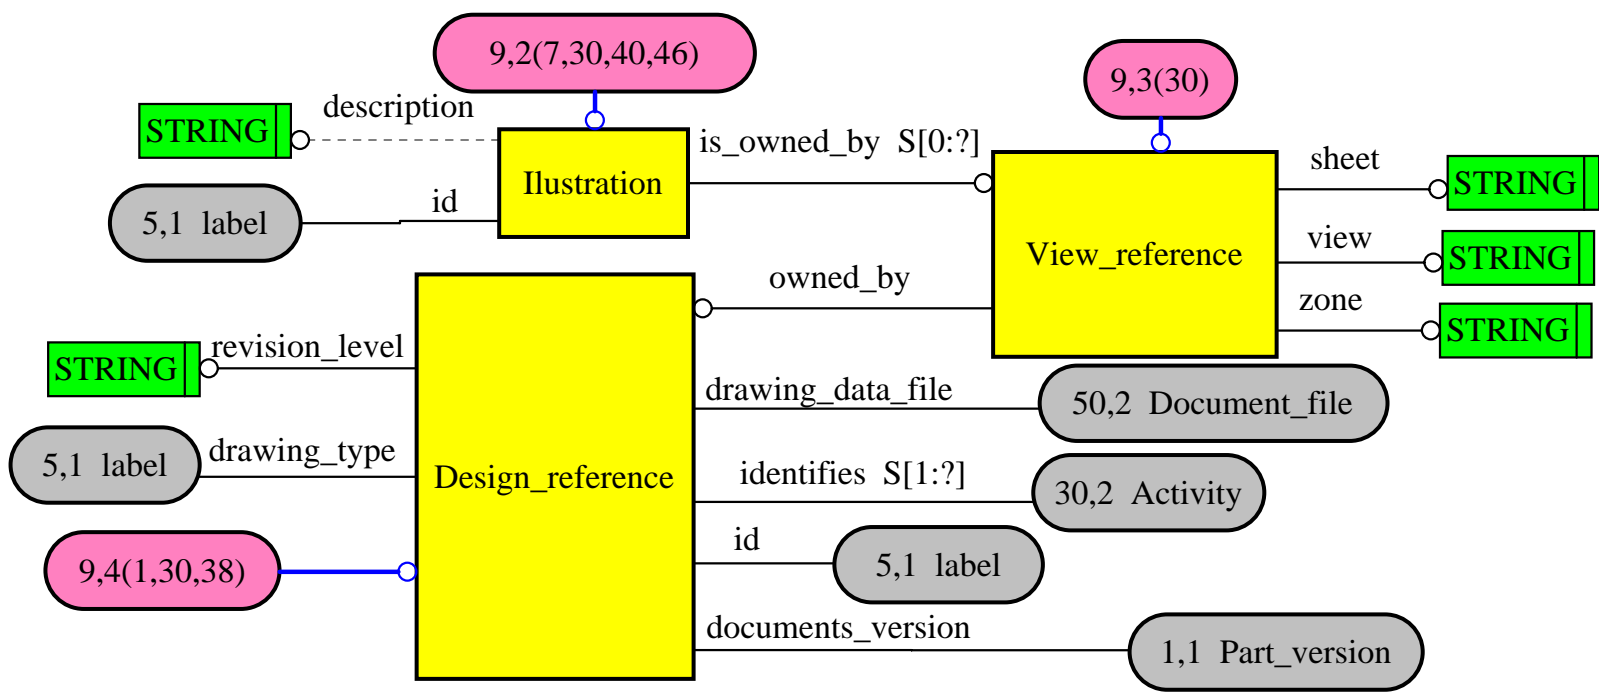 9,2(7,30,40,46)
9,3(30)
description
STRING
is_owned_by  S[0:?]
sheet
STRING
Ilustration
id
5,1  label
view
STRING
View_reference
owned_by
zone
STRING
revision_level
STRING
drawing_data_file
50,2  Document_file
drawing_type
5,1  label
Design_reference
identifies  S[1:?]
30,2  Activity
id
5,1  label
9,4(1,30,38)
documents_version
1,1  Part_version